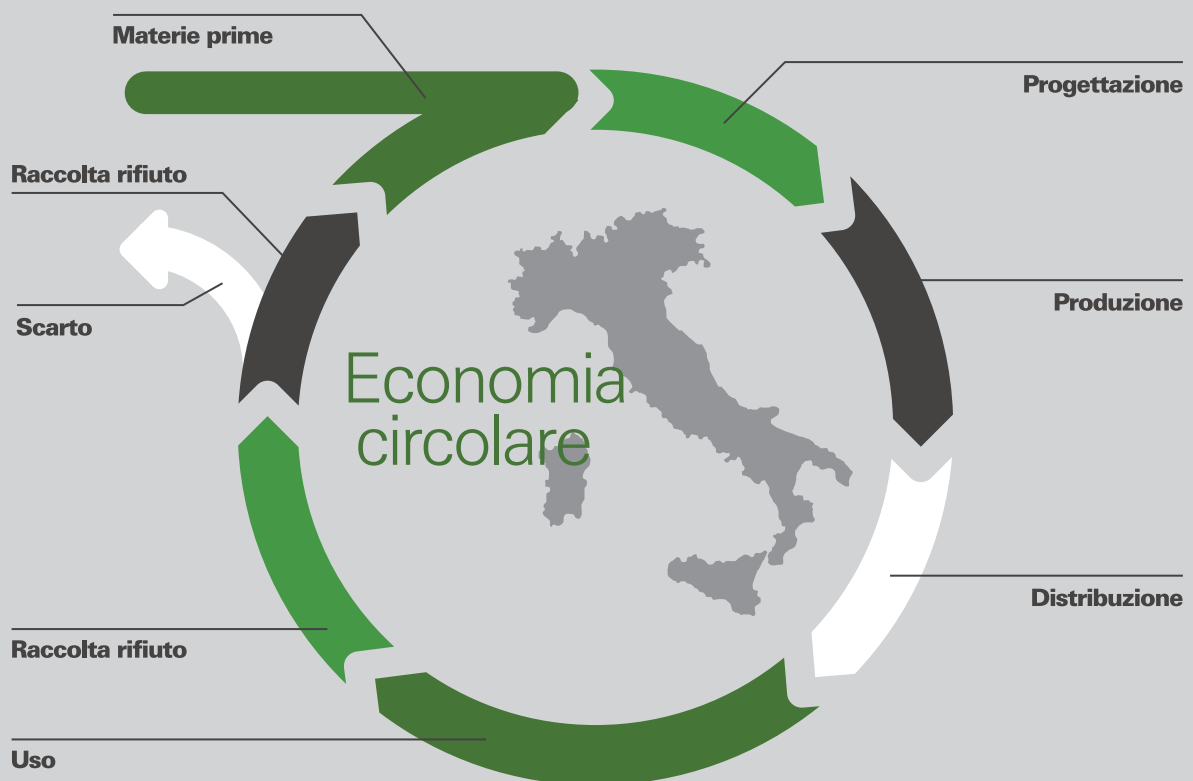 Materie prime
Progettazione
Raccolta rifiuto
Produzione
Scarto
Economia
circolare
Distribuzione
Raccolta rifiuto
Uso